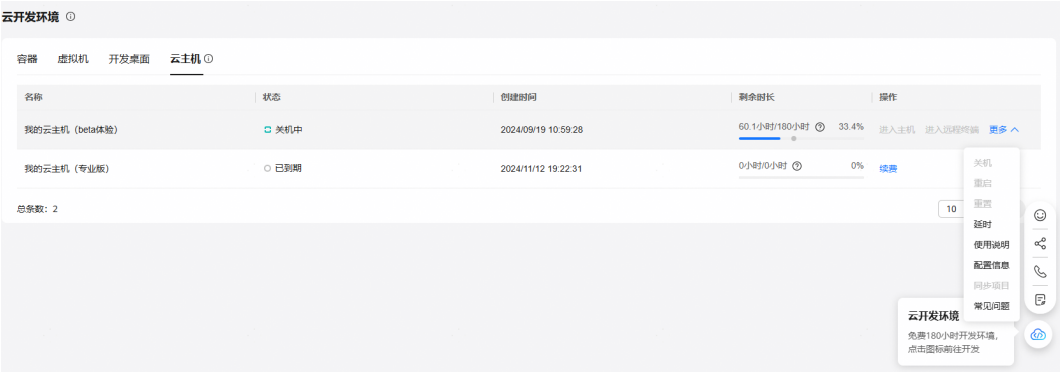 云开发环境
容器 虚拟机 开发桌面 云主机
名称 状态 创建时间 剩余时长 操作
我的云主机（beta体验） 关机中 2024/09/19 10:59:28 60.1小时/180小时 33.4% 进入主机 进入远程终端 更多
我的云主机（专业版） 已到期 2024/11/12 19:22:31 0小时/0小时 0% 续费
关机
重启
重置
延时
使用说明
配置信息
同步项目
常见问题
总条数：2 10
云开发环境
免费180小时开发环境，
点击图标前往开发